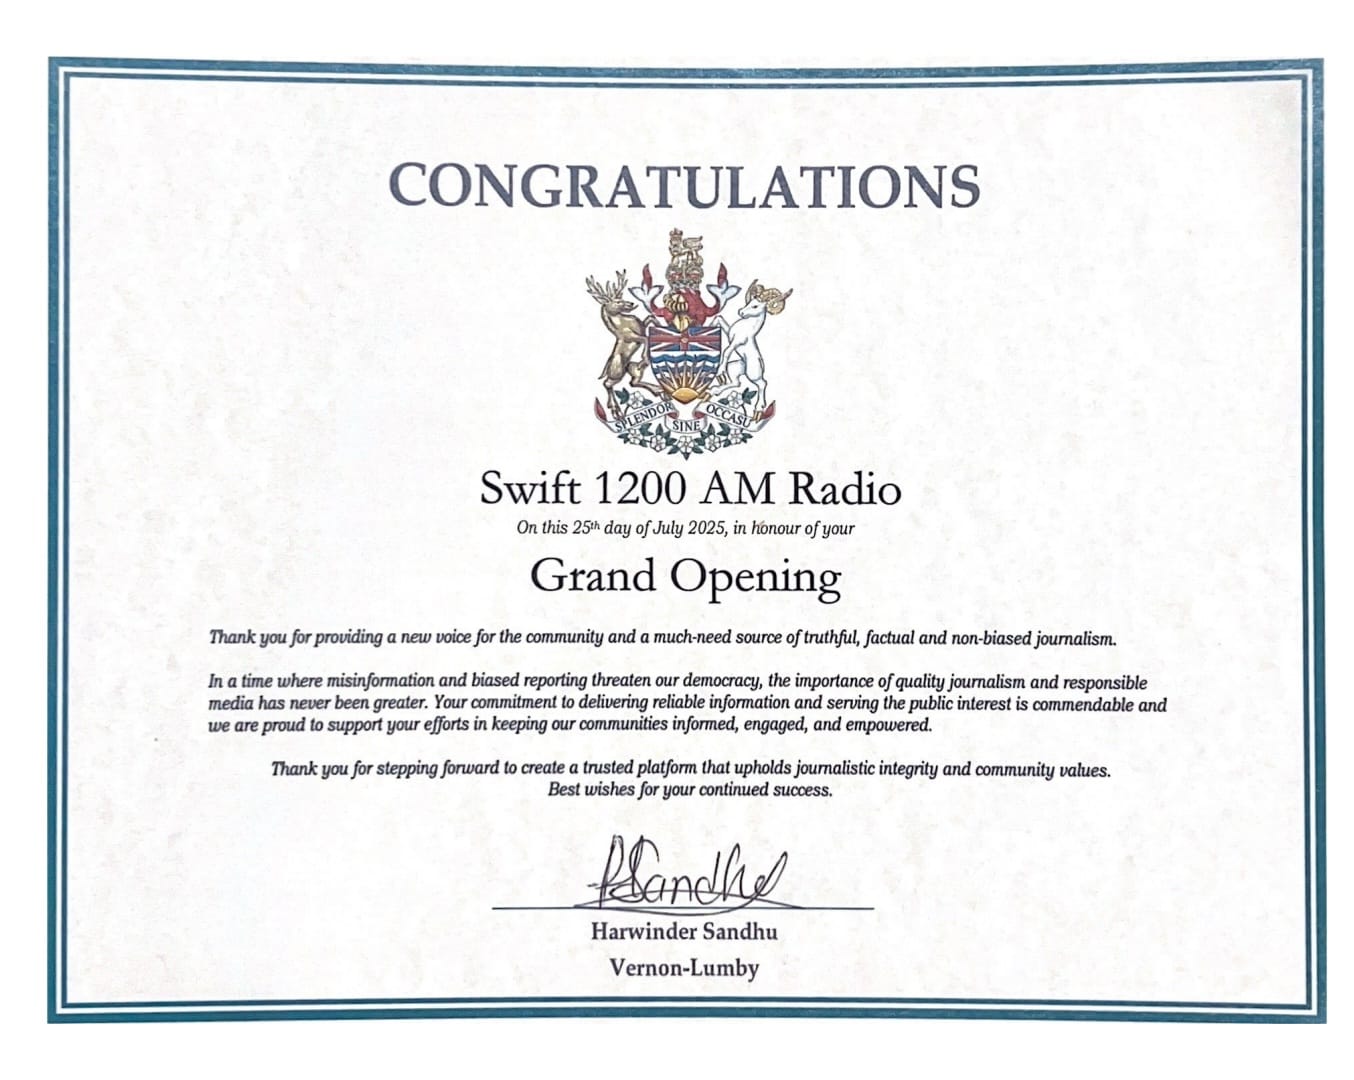 CONGRATULATIONS
SPLENDOR SINE OCCASU
Swift 1200 AM Radio
On this 25th day of July 2025, in honour of your
Grand Opening
Thank you for providing a new voice for the community and a much-need source of truthful, factual and non-biased journalism.
In a time where misinformation and biased reporting threaten our democracy, the importance of quality journalism and responsible
media has never been greater. Your commitment to delivering reliable information and serving the public interest is commendable and
we are proud to support your efforts in keeping our communities informed, engaged, and empowered.
Thank you for stepping forward to create a trusted platform that upholds journalistic integrity and community values.
Best wishes for your continued success.
HSandhu
Harwinder Sandhu
Vernon-Lumby